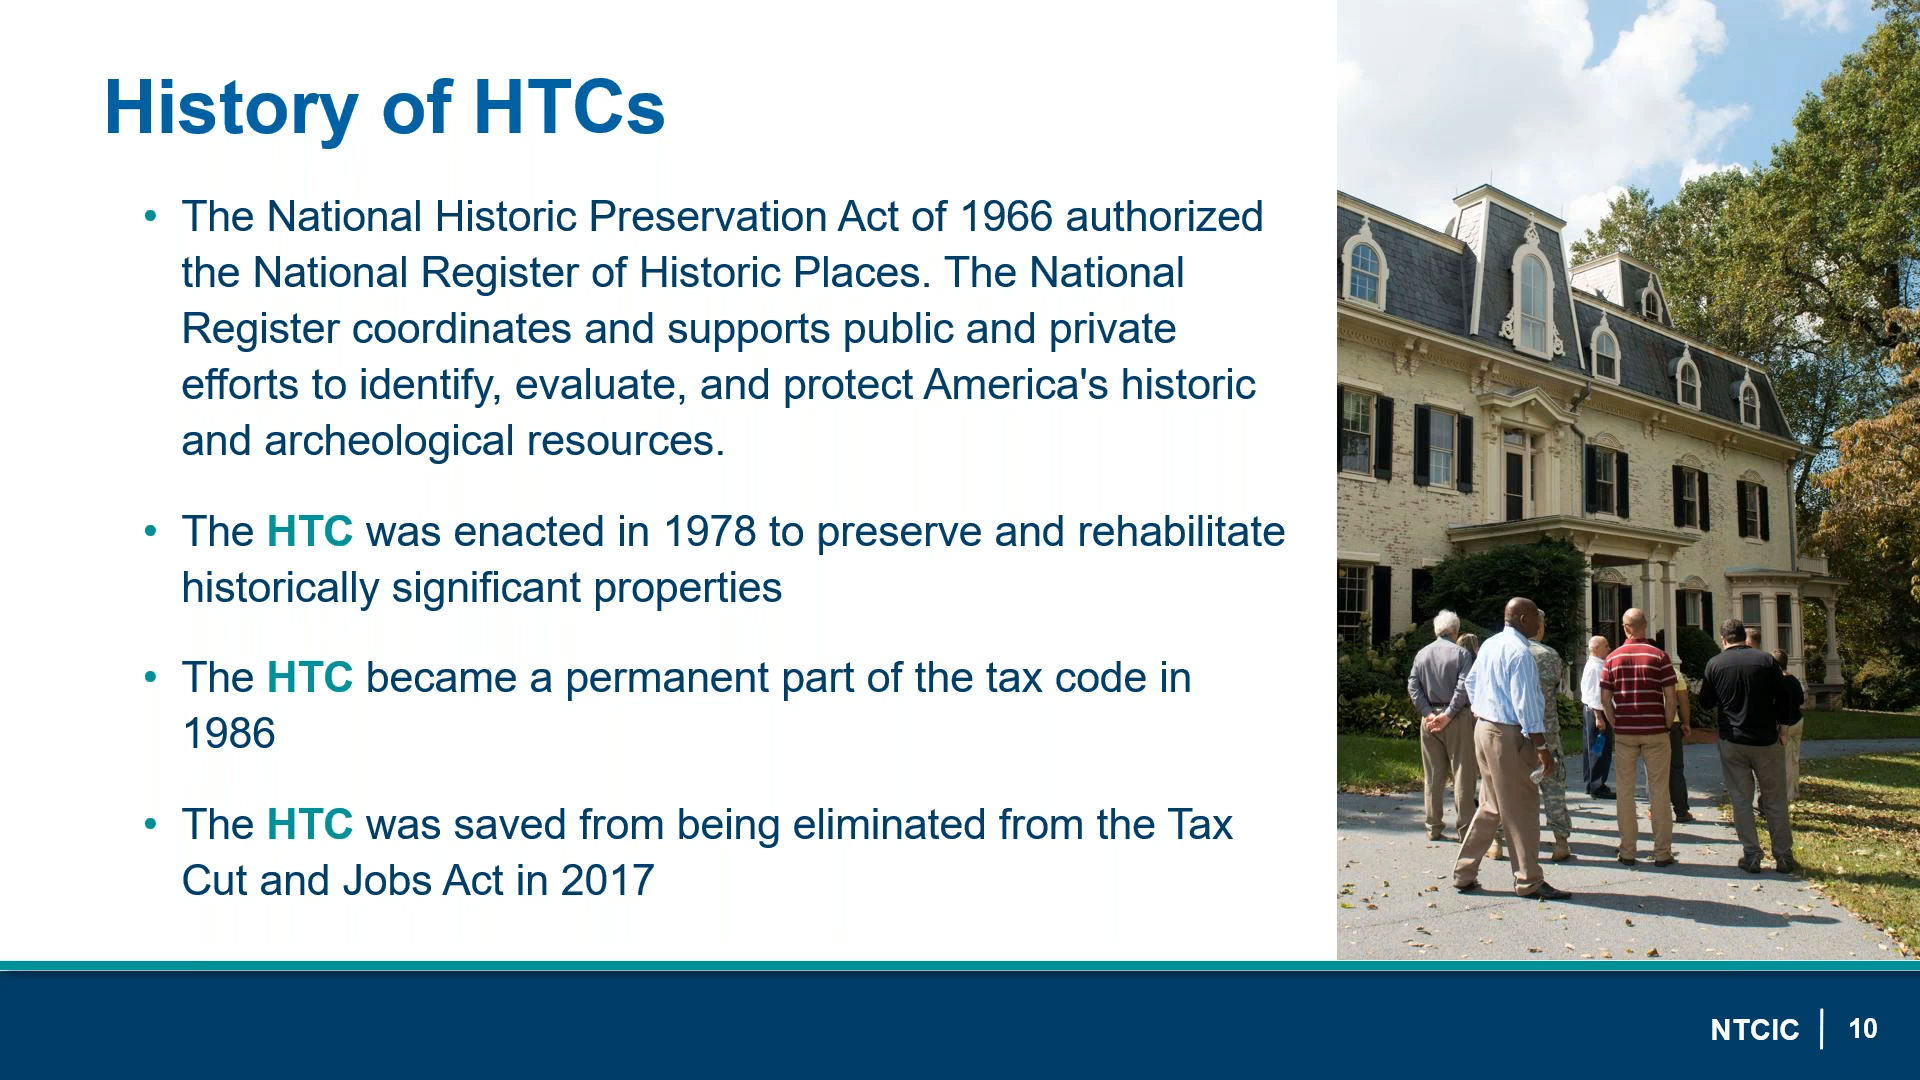 History of HTCs
• The National Historic Preservation Act of 1966 authorized
the National Register of Historic Places. The National
Register coordinates and supports public and private
efforts to identify, evaluate, and protect America's historic
and archeological resources.
• The HTC was enacted in 1978 to preserve and rehabilitate
historically significant properties
• The HTC became a permanent part of the tax code in
1986
• The HTC was saved from being eliminated from the Tax
Cut and Jobs Act in 2017
NTCIC | 10